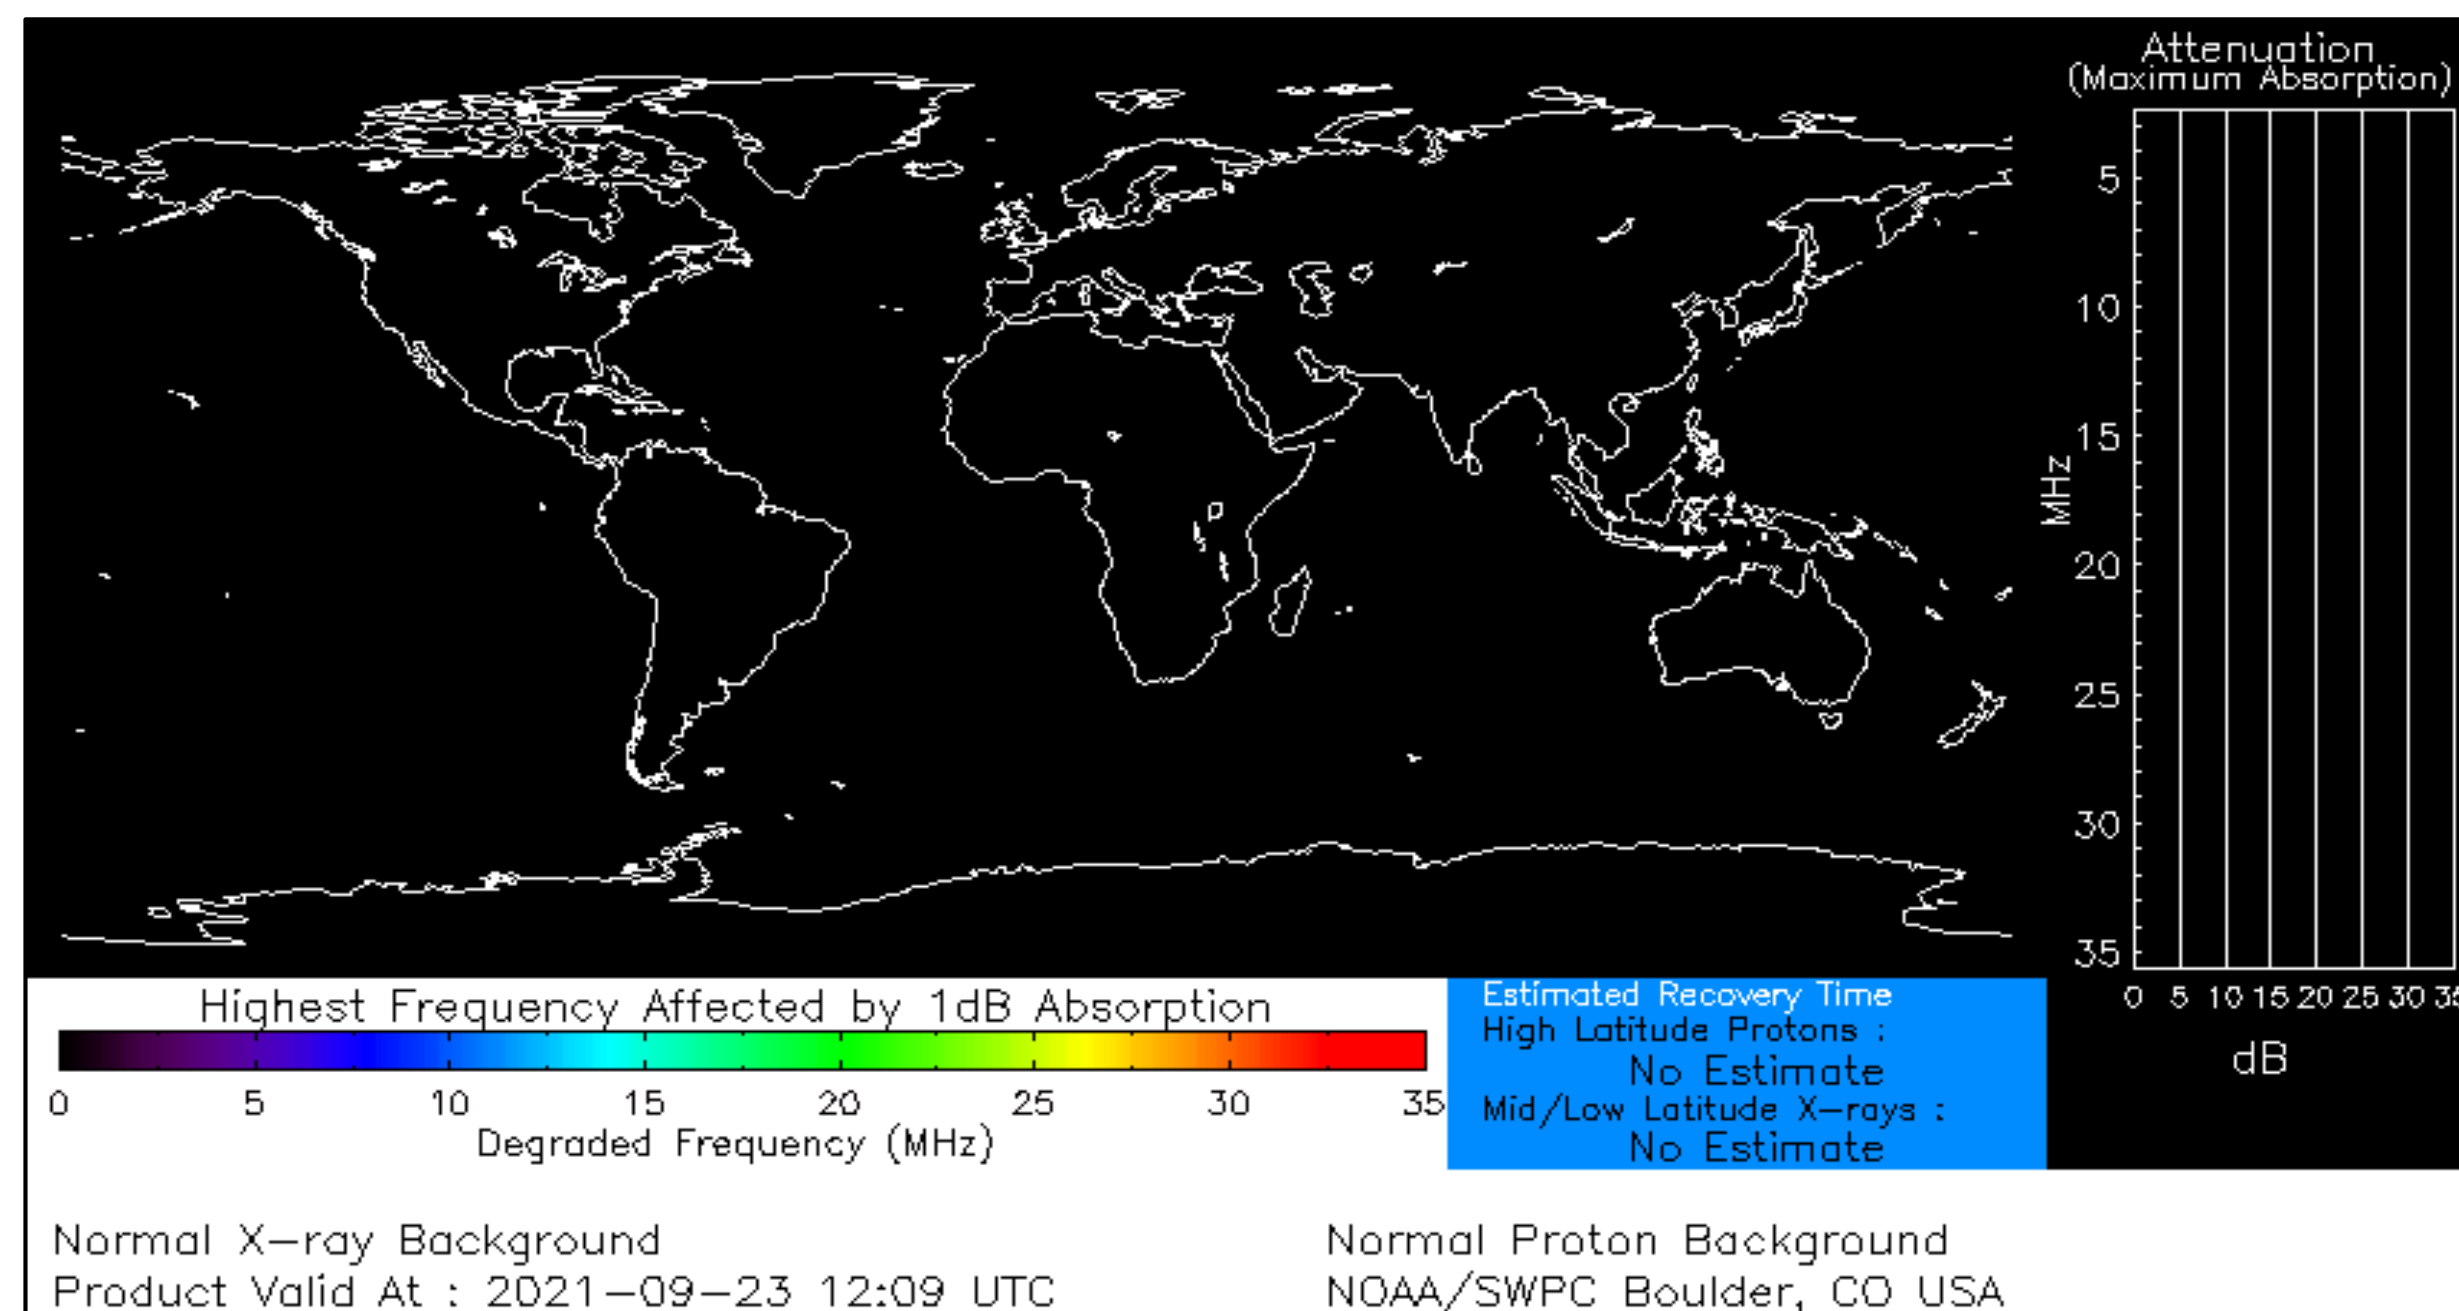 Attenuation
(Maximum Absorption)
5
10
15
20
25
30
35
MHz
0 5 10 15 20 25 30
dB
Highest Frequency Affected by 1dB Absorption
0 5 10 15 20 25 30 35
Degraded Frequency (MHz)
Estimated Recovery Time
High Latitude Protons :
No Estimate
Mid/Low Latitude X-rays :
No Estimate
Normal X-ray Background
Normal Proton Background
Product Valid At : 2021-09-23 12:09 UTC
NOAA/SWPC Boulder, CO USA